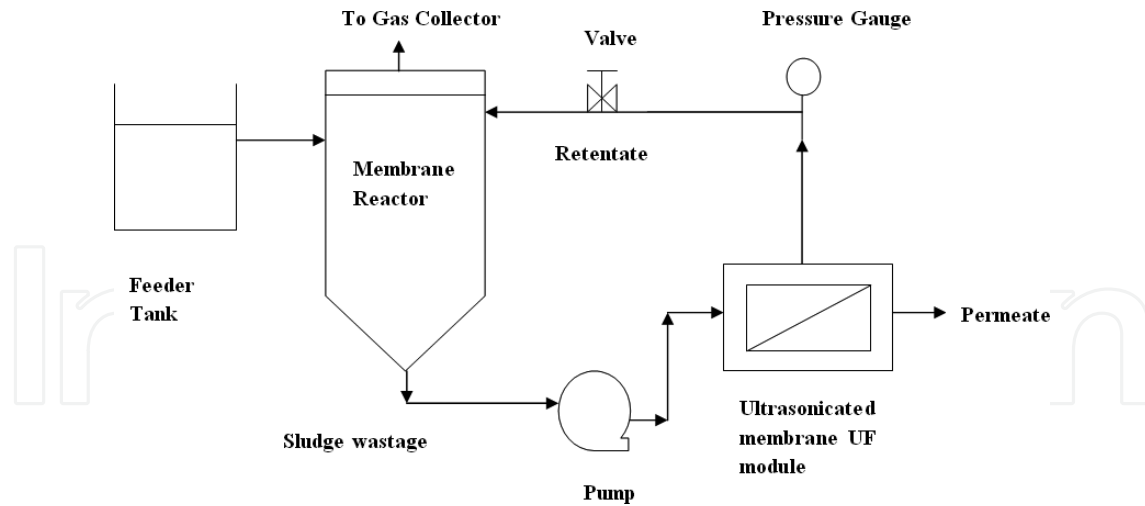 To Gas Collector
Valve
Pressure Gauge
Retentate
Membrane
Reactor
Feeder
Tank
Permeate
Sludge wastage
Ultrasonicated
membrane UF
module
Pump